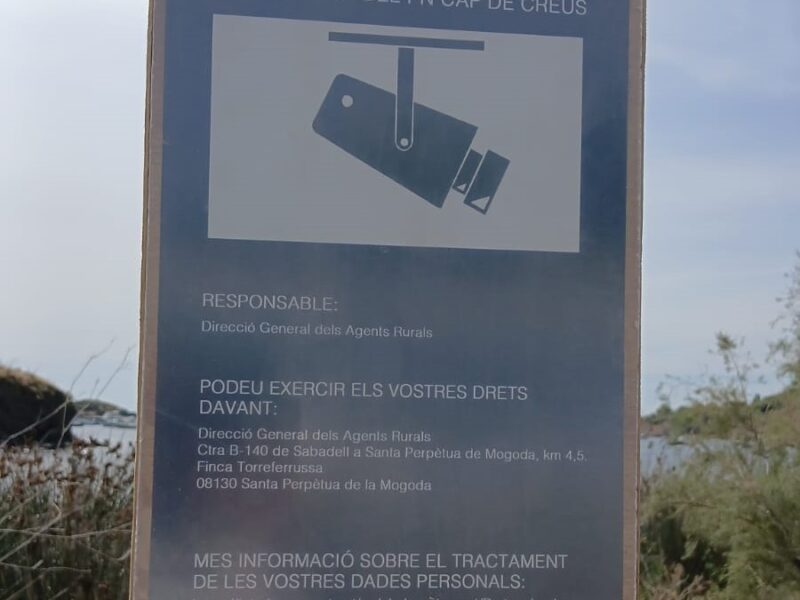 CAP DE CREUS
RESPONSABLE:
Direcció General dels Agents Rurals
PODEU EXERCIR ELS VOSTRES DRETS
DAVANT:
Direcció General dels Agents Rurals
Ctra B-140 de Sabadell a Santa Perpètua de Mogoda, km 4,5.
Finca Torreferrussa
08130 Santa Perpètua de la Mogoda
MES INFORMACIÓ SOBRE EL TRACTAMENT
DE LES VOSTRES DADES PERSONALS: